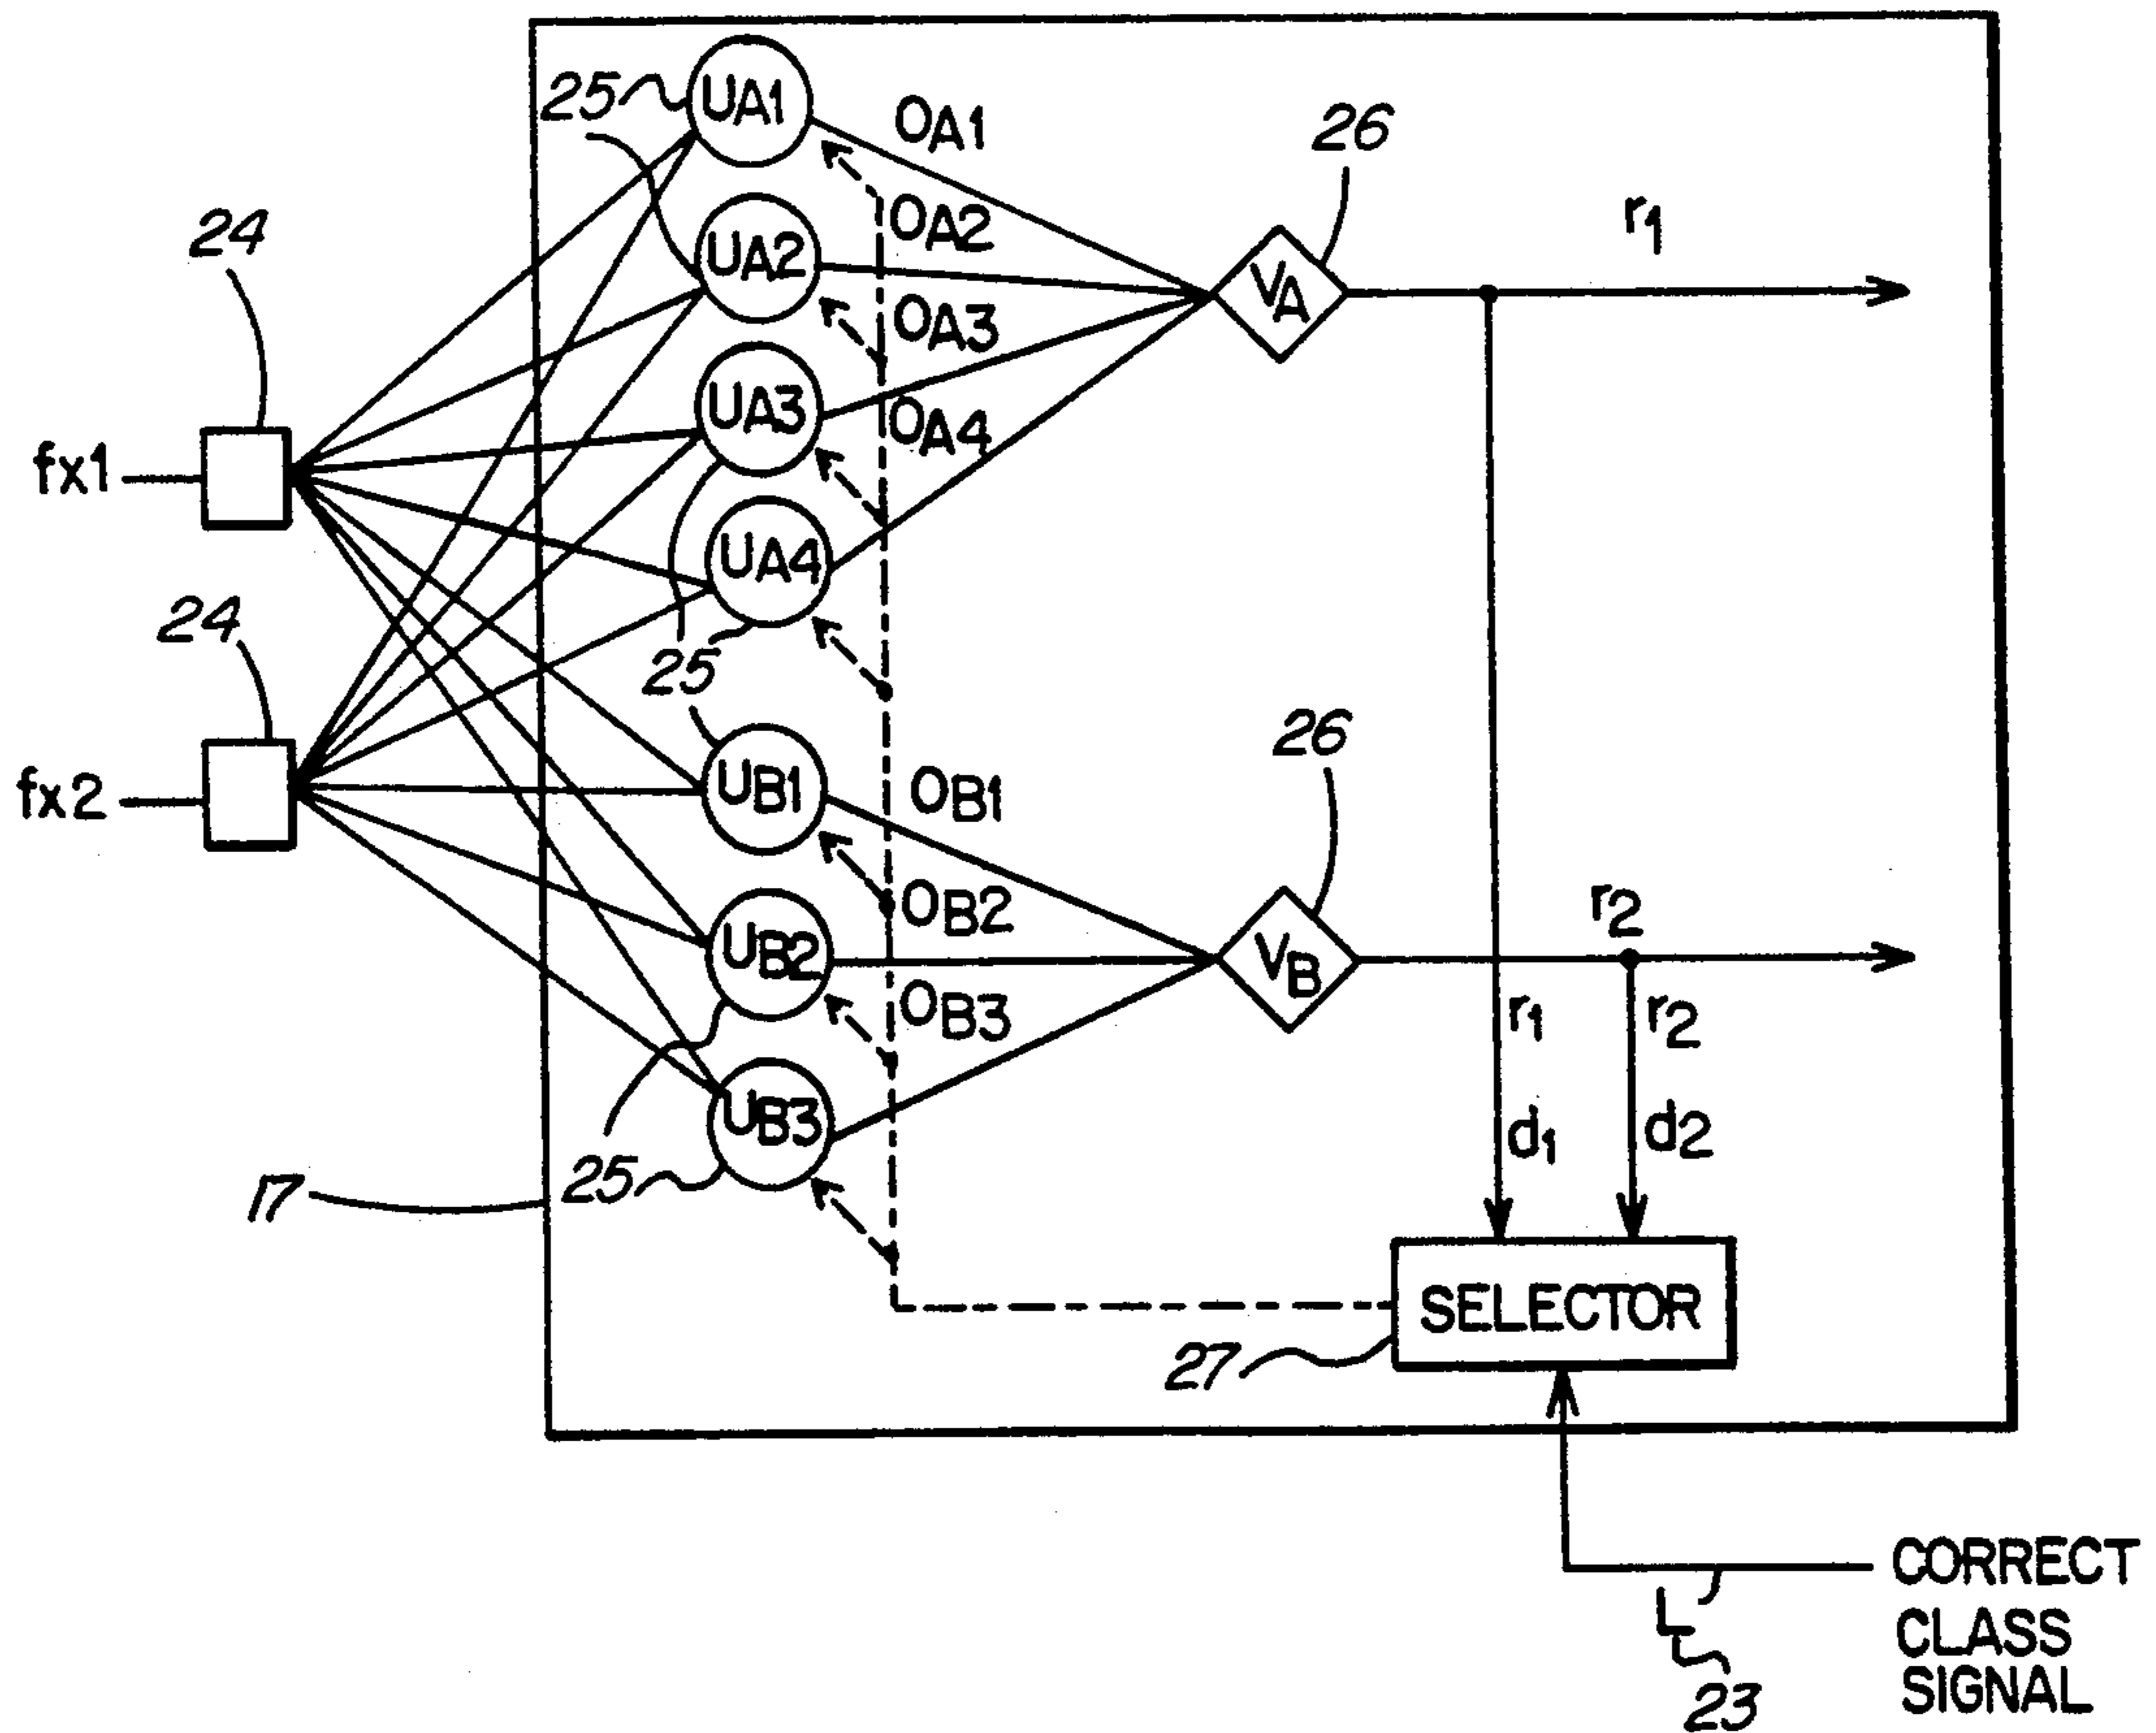 25
UA1
OA1
26
24
OA2
r1
UA2
VA
OA3
UA3
OA4
fx1
UA4
24
25
26
fx2
UB1
OB1
OB2
r2
UB2
VB
OB3
r1
r2
UB3
d1
d2
25
17
SELECTOR
27
CORRECT
CLASS
SIGNAL
L
23